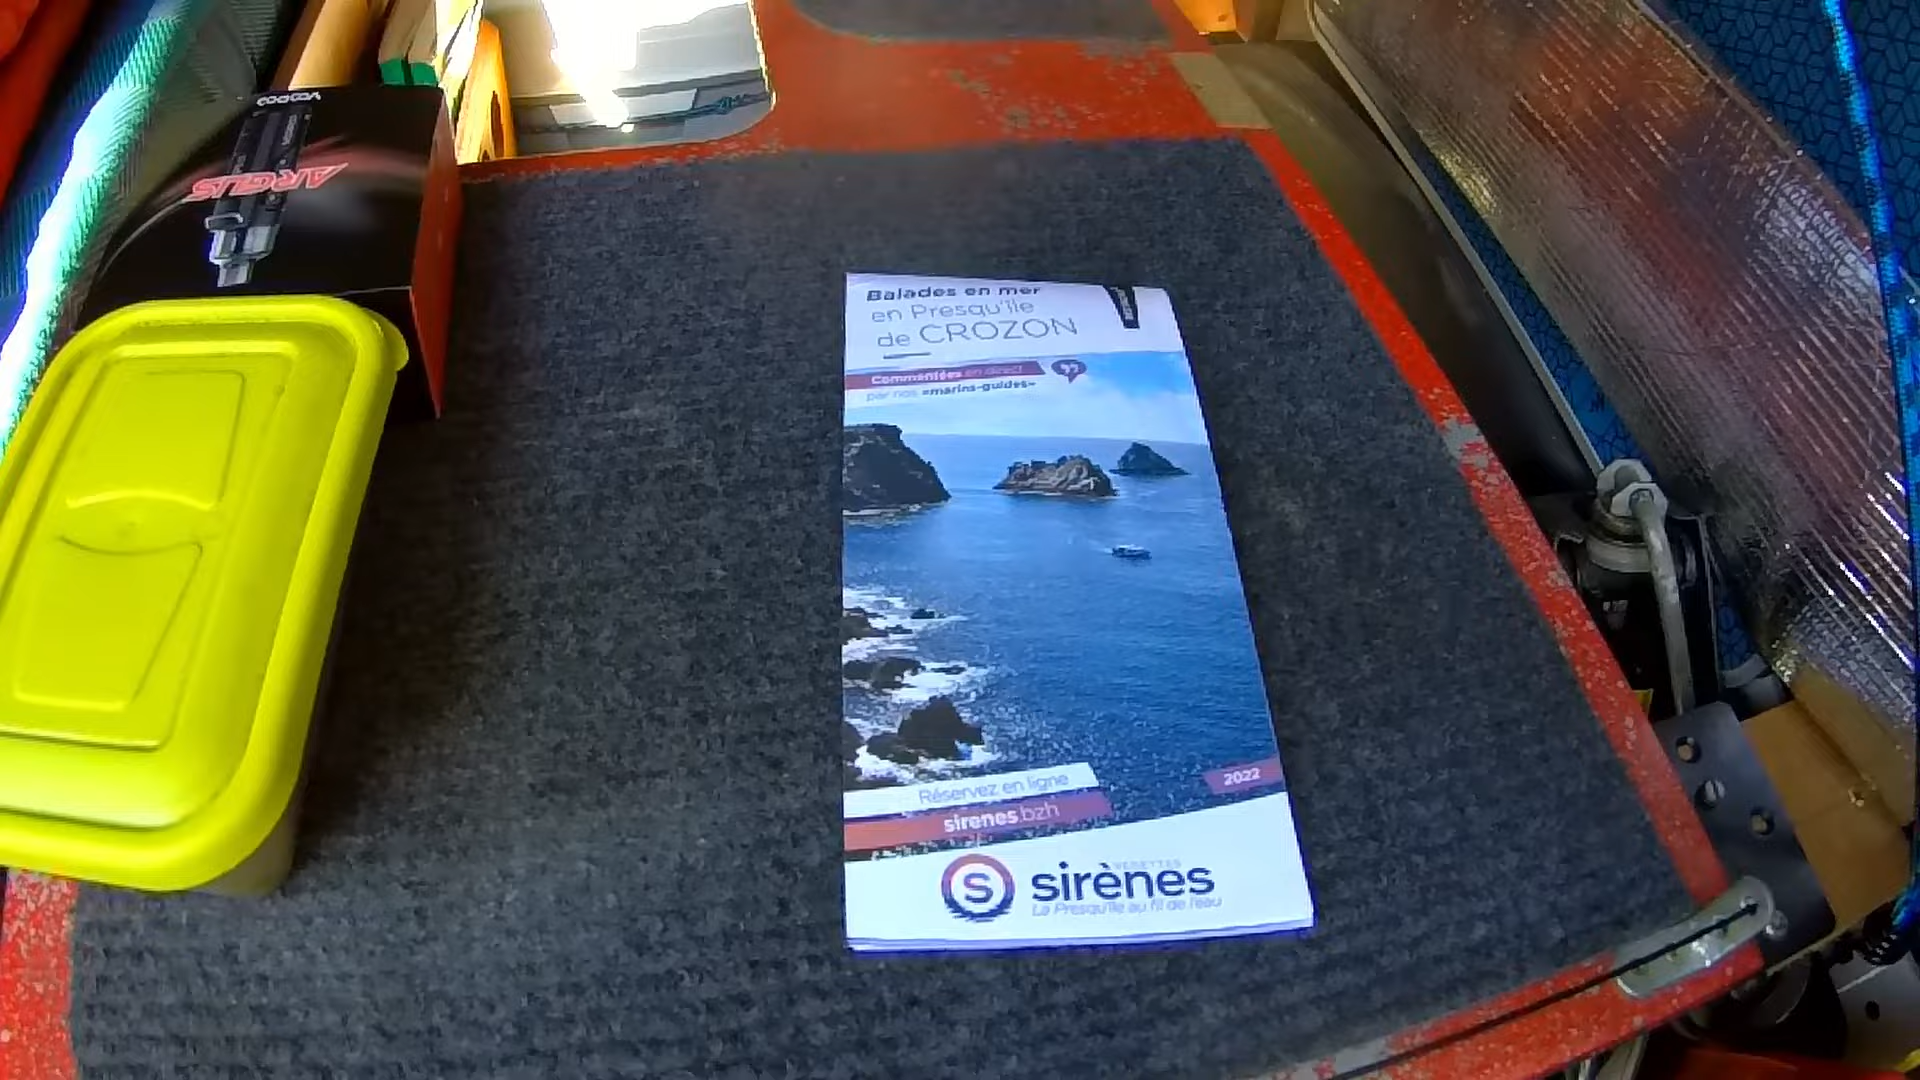 VOOPOO
ARGUS
Balades en mer
en Presqu'île
de CROZON
Commentées en direct
par nos «marins-guides»
Réservez en ligne
2022
sirenes.bzh
VEDETTES
S sirènes
La Presqu'île au fil de l'eau